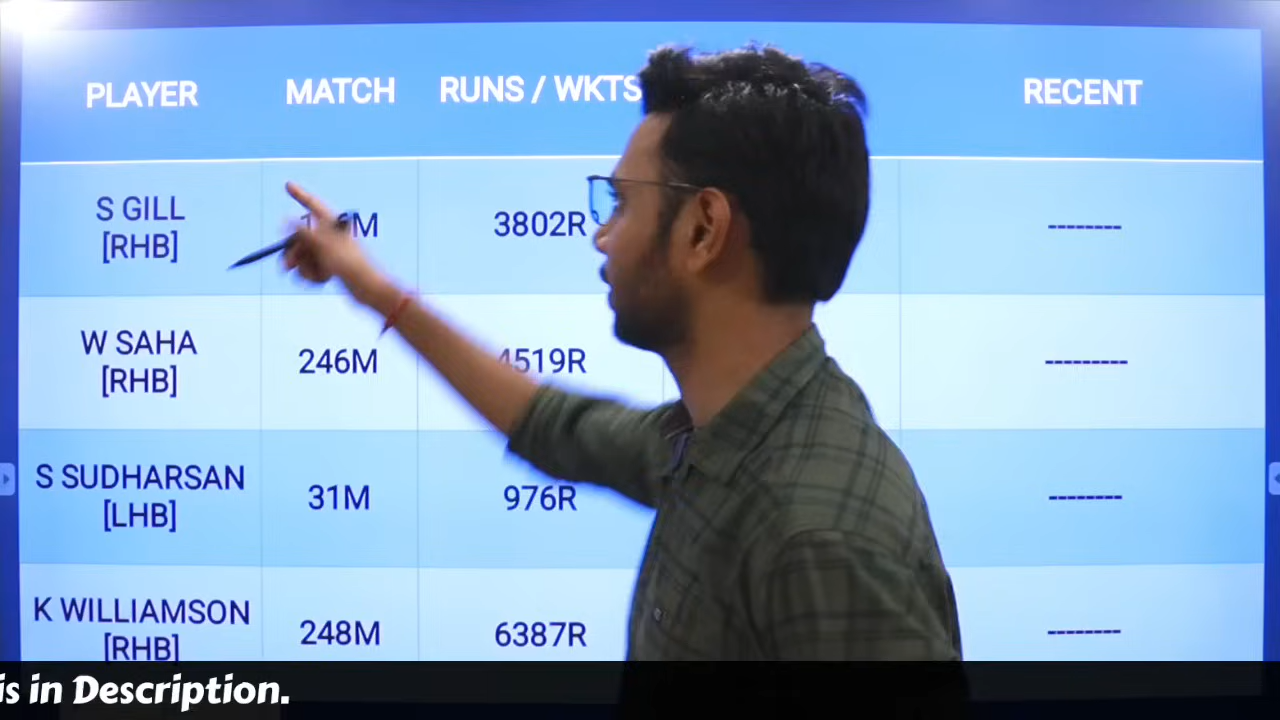 PLAYER MATCH RUNS / WKTS RECENT
S GILL
[RHB] 3802R --------
W SAHA
[RHB] 246M 4519R ---------
S SUDHARSAN
[LHB] 31M 976R --------
K WILLIAMSON
[RHB] 248M 6387R --------
is in Description.